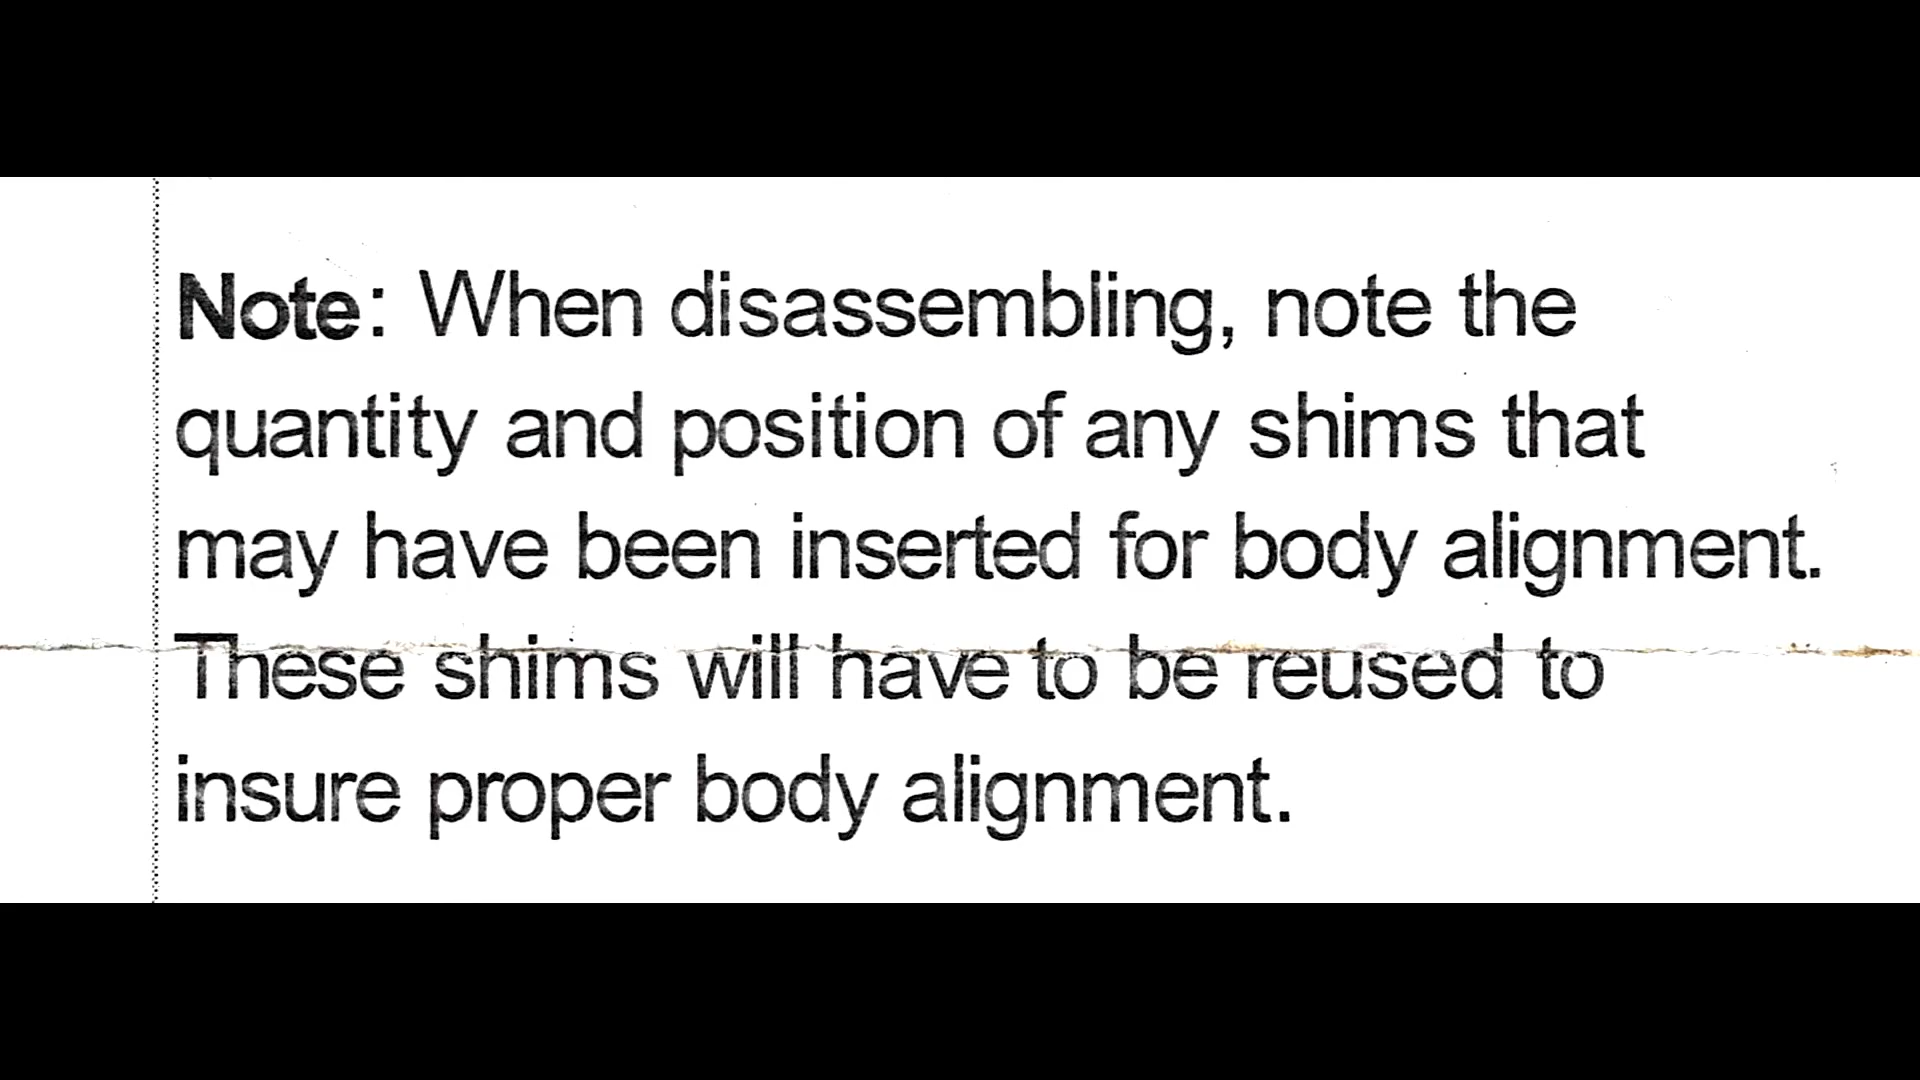 Note: When disassembling, note the
quantity and position of any shims that
may have been inserted for body alignment.
These shims will have to be reused to
insure proper body alignment.